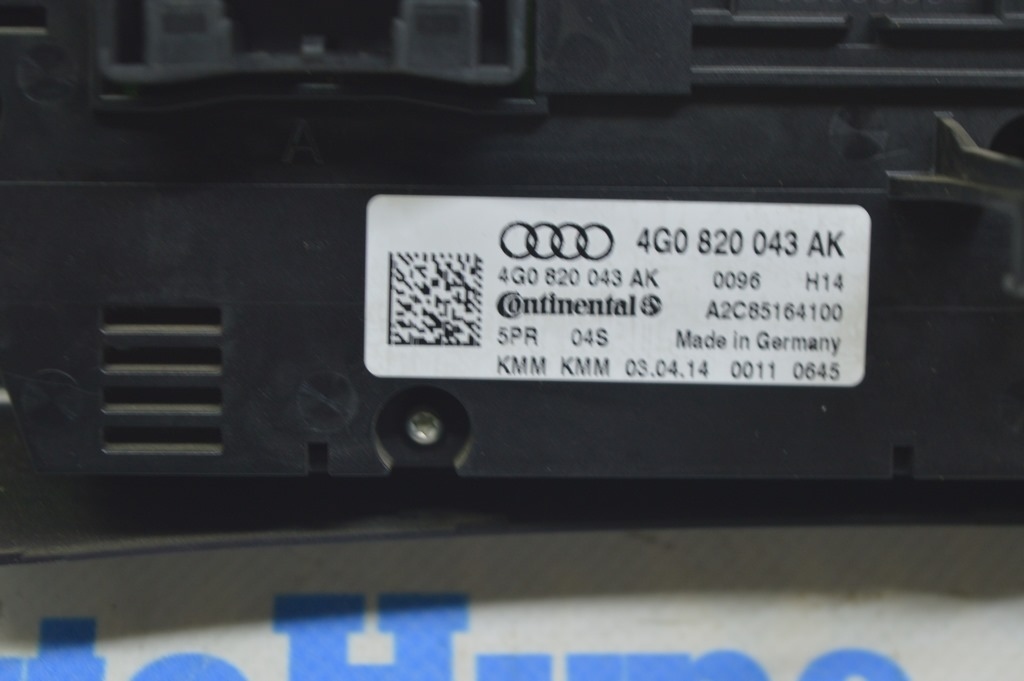 A
4G0 820 043 AK
4G0 820 043 AK 0096 H14
Continental A2C85164100
5PR 04S Made in Germany
KMM KMM 03.04.14 0011 0645